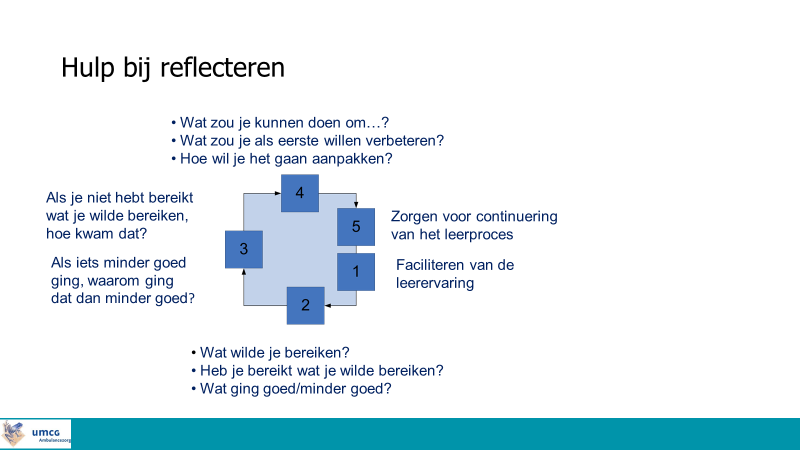 Hulp bij reflecteren
• Wat zou je kunnen doen om…?
• Wat zou je als eerste willen verbeteren?
• Hoe wil je het gaan aanpakken?
Als je niet hebt bereikt
wat je wilde bereiken,
hoe kwam dat?
Als iets minder goed
ging, waarom ging
dat dan minder goed?
4
5
3
1
2
Zorgen voor continuering
van het leerproces
Faciliteren van de
leerervaring
• Wat wilde je bereiken?
• Heb je bereikt wat je wilde bereiken?
• Wat ging goed/minder goed?
umcg
Ambulancezorg